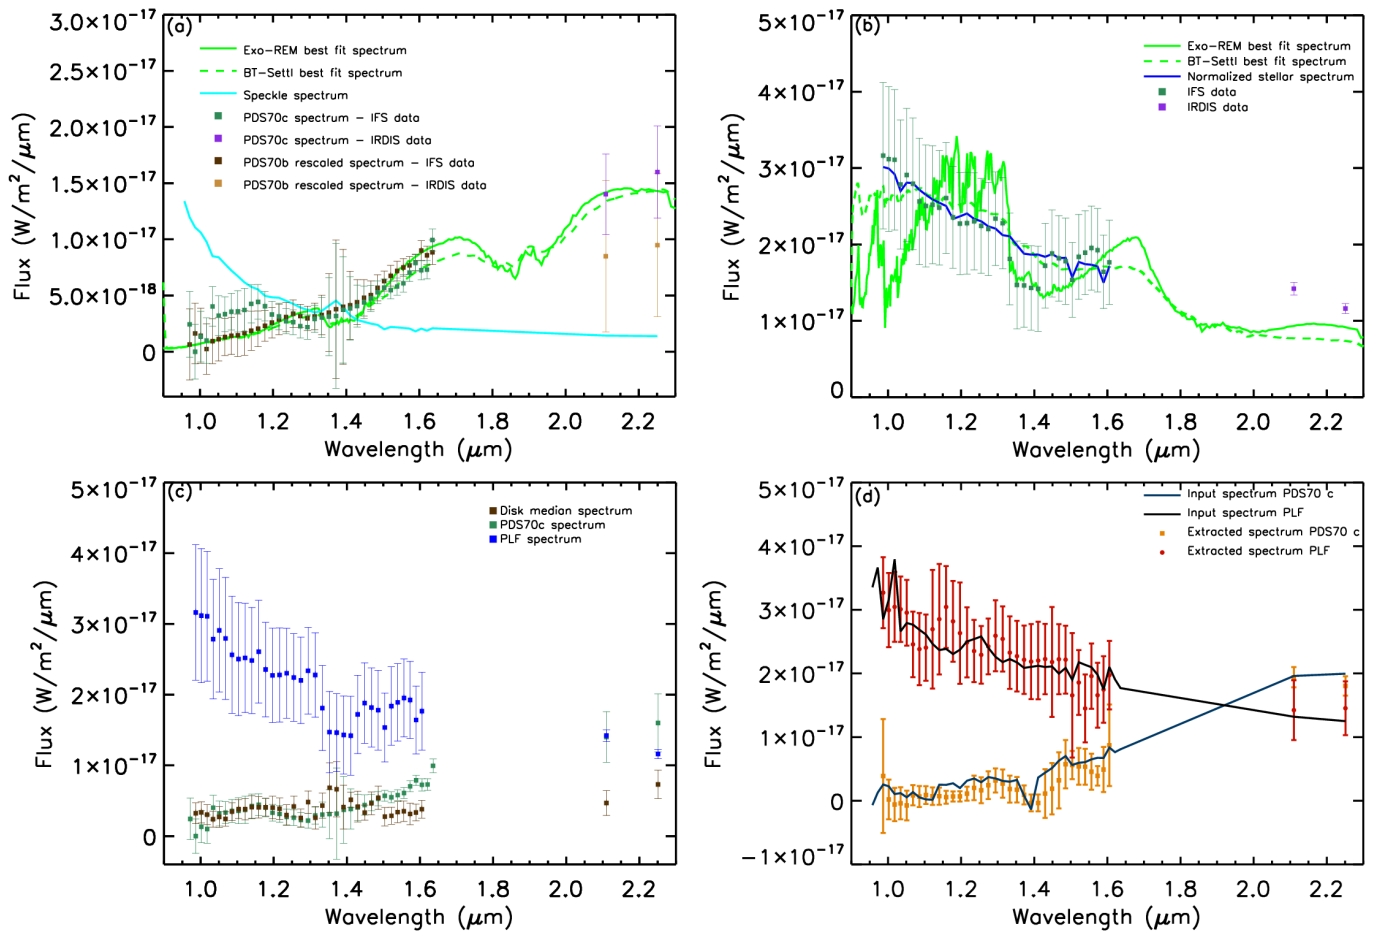 (a)
Exo-REM best fit spectrum
BT-Settl best fit spectrum
Speckle spectrum
PDS70c spectrum - IFS data
PDS70c spectrum - IRDIS data
PDS70b rescaled spectrum - IFS data
PDS70b rescaled spectrum - IRDIS data
3.0×10⁻¹⁷
2.5×10⁻¹⁷
2.0×10⁻¹⁷
1.5×10⁻¹⁷
1.0×10⁻¹⁷
5.0×10⁻¹⁸
0
Flux (W/m²/μm)
1.0 1.2 1.4 1.6 1.8 2.0 2.2
Wavelength (μm)
(b)
Exo-REM best fit spectrum
BT-Settl best fit spectrum
Normalized stellar spectrum
IFS data
IRDIS data
5×10⁻¹⁷
4×10⁻¹⁷
3×10⁻¹⁷
2×10⁻¹⁷
1×10⁻¹⁷
0
Flux (W/m²/μm)
1.0 1.2 1.4 1.6 1.8 2.0 2.2
Wavelength (μm)
(c)
Disk median spectrum
PDS70c spectrum
PLF spectrum
5×10⁻¹⁷
4×10⁻¹⁷
3×10⁻¹⁷
2×10⁻¹⁷
1×10⁻¹⁷
0
Flux (W/m²/μm)
1.0 1.2 1.4 1.6 1.8 2.0 2.2
Wavelength (μm)
(d)
Input spectrum PDS70 c
Input spectrum PLF
Extracted spectrum PDS70 c
Extracted spectrum PLF
5×10⁻¹⁷
4×10⁻¹⁷
3×10⁻¹⁷
2×10⁻¹⁷
1×10⁻¹⁷
0
−1×10⁻¹⁷
Flux (W/m²/μm)
1.0 1.2 1.4 1.6 1.8 2.0 2.2
Wavelength (μm)